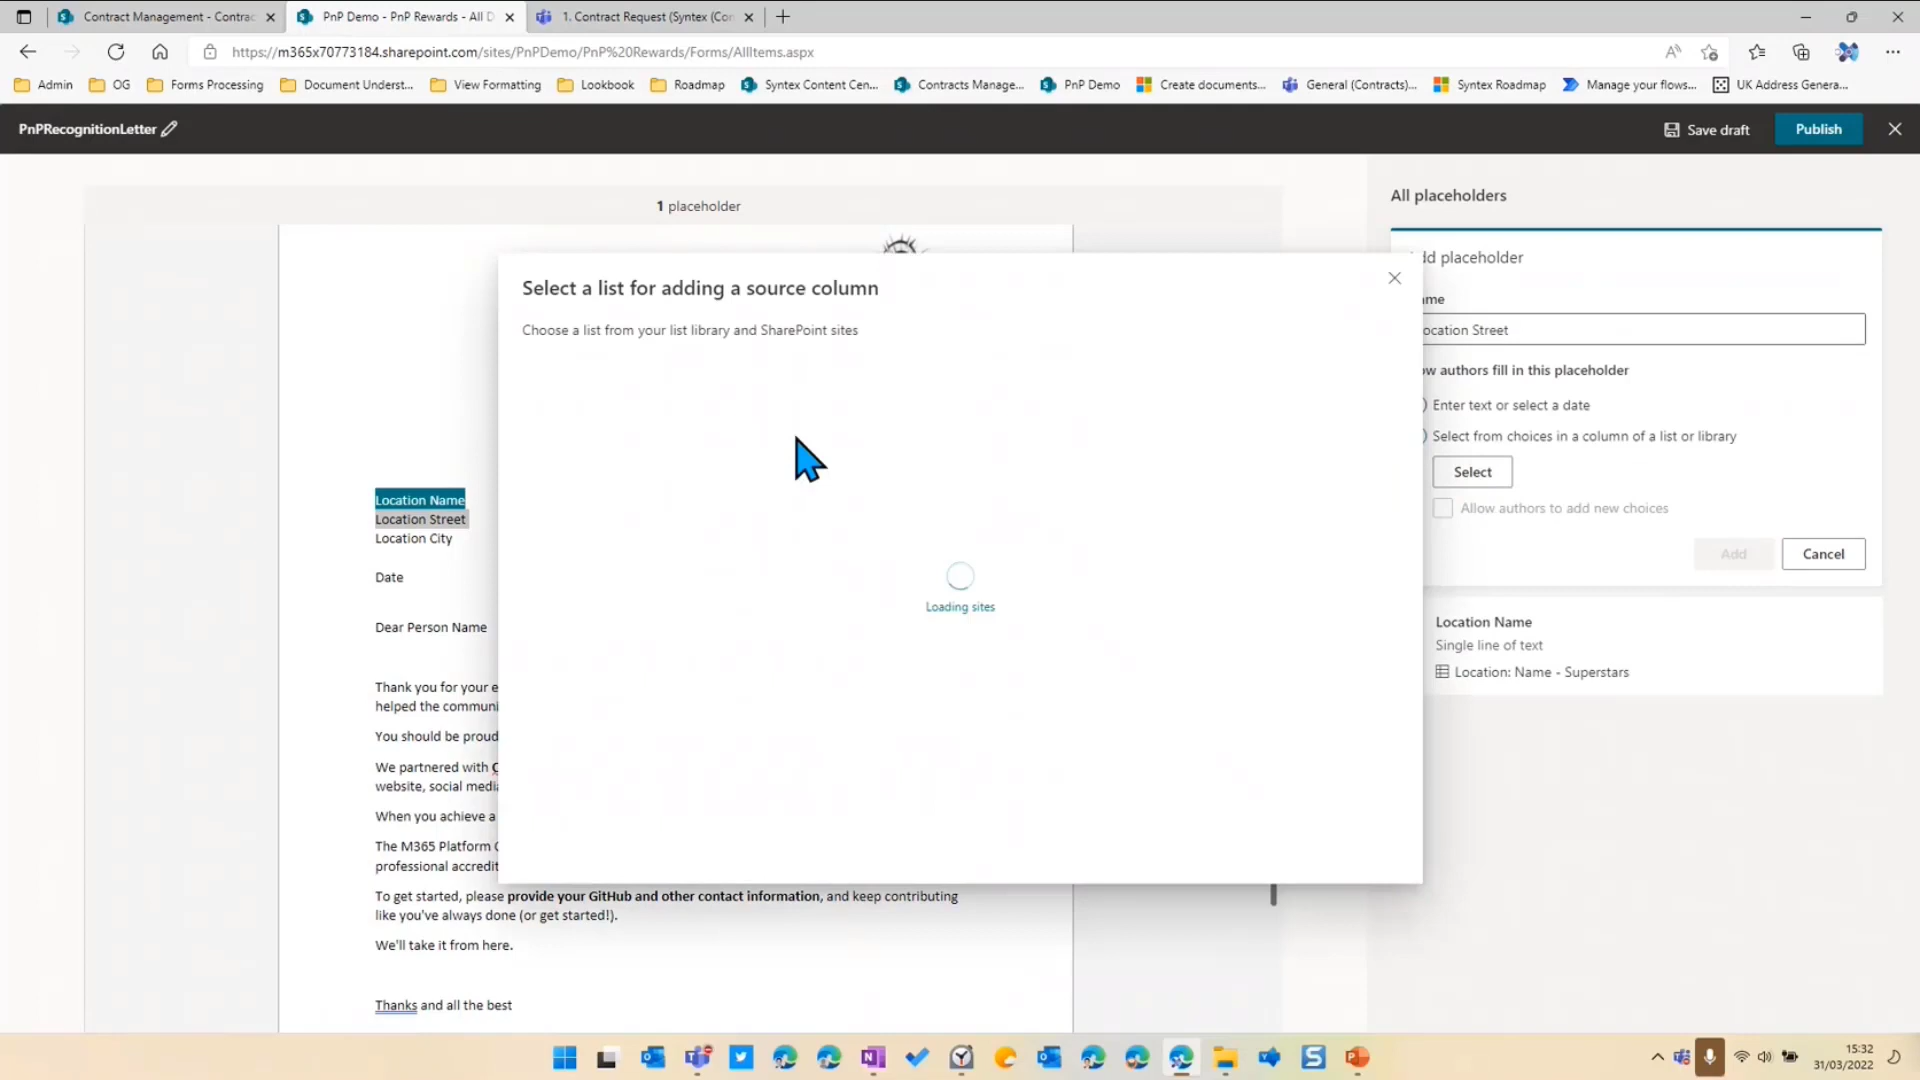 Contract Management - Contrac
PnP Demo - PnP Rewards - All D
1. Contract Request (Syntex (Con
https://m365x70773184.sharepoint.com/sites/PnPDemo/PnP%20Rewards/Forms/AllItems.aspx
Admin
OG
Forms Processing
Document Underst...
View Formatting
Lookbook
Roadmap
Syntex Content Cen...
Contracts Manage...
PnP Demo
Create documents...
General (Contracts)...
Syntex Roadmap
Manage your flows...
UK Address Genera...
PnPRecognitionLetter
Save draft
Publish
1 placeholder
All placeholders
Select a list for adding a source column
Choose a list from your list library and SharePoint sites
Loading sites
dd placeholder
me
ocation Street
ow authors fill in this placeholder
Enter text or select a date
Select from choices in a column of a list or library
Select
Allow authors to add new choices
Add
Cancel
Location Name
Single line of text
Location: Name - Superstars
Location Name
Location Street
Location City
Date
Dear Person Name
Thank you for your e
helped the communi
You should be proud
We partnered with
website, social media
When you achieve a
The M365 Platform C
professional accredit
To get started, please provide your GitHub and other contact information, and keep contributing
like you've always done (or get started!).
We'll take it from here.
Thanks and all the best
15:32
31/03/2022